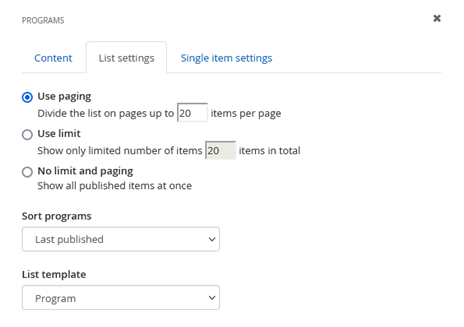 PROGRAMS
Content List settings Single item settings
Use paging
Divide the list on pages up to 20 items per page
Use limit
Show only limited number of items 20 items in total
No limit and paging
Show all published items at once
Sort programs
Last published
List template
Program